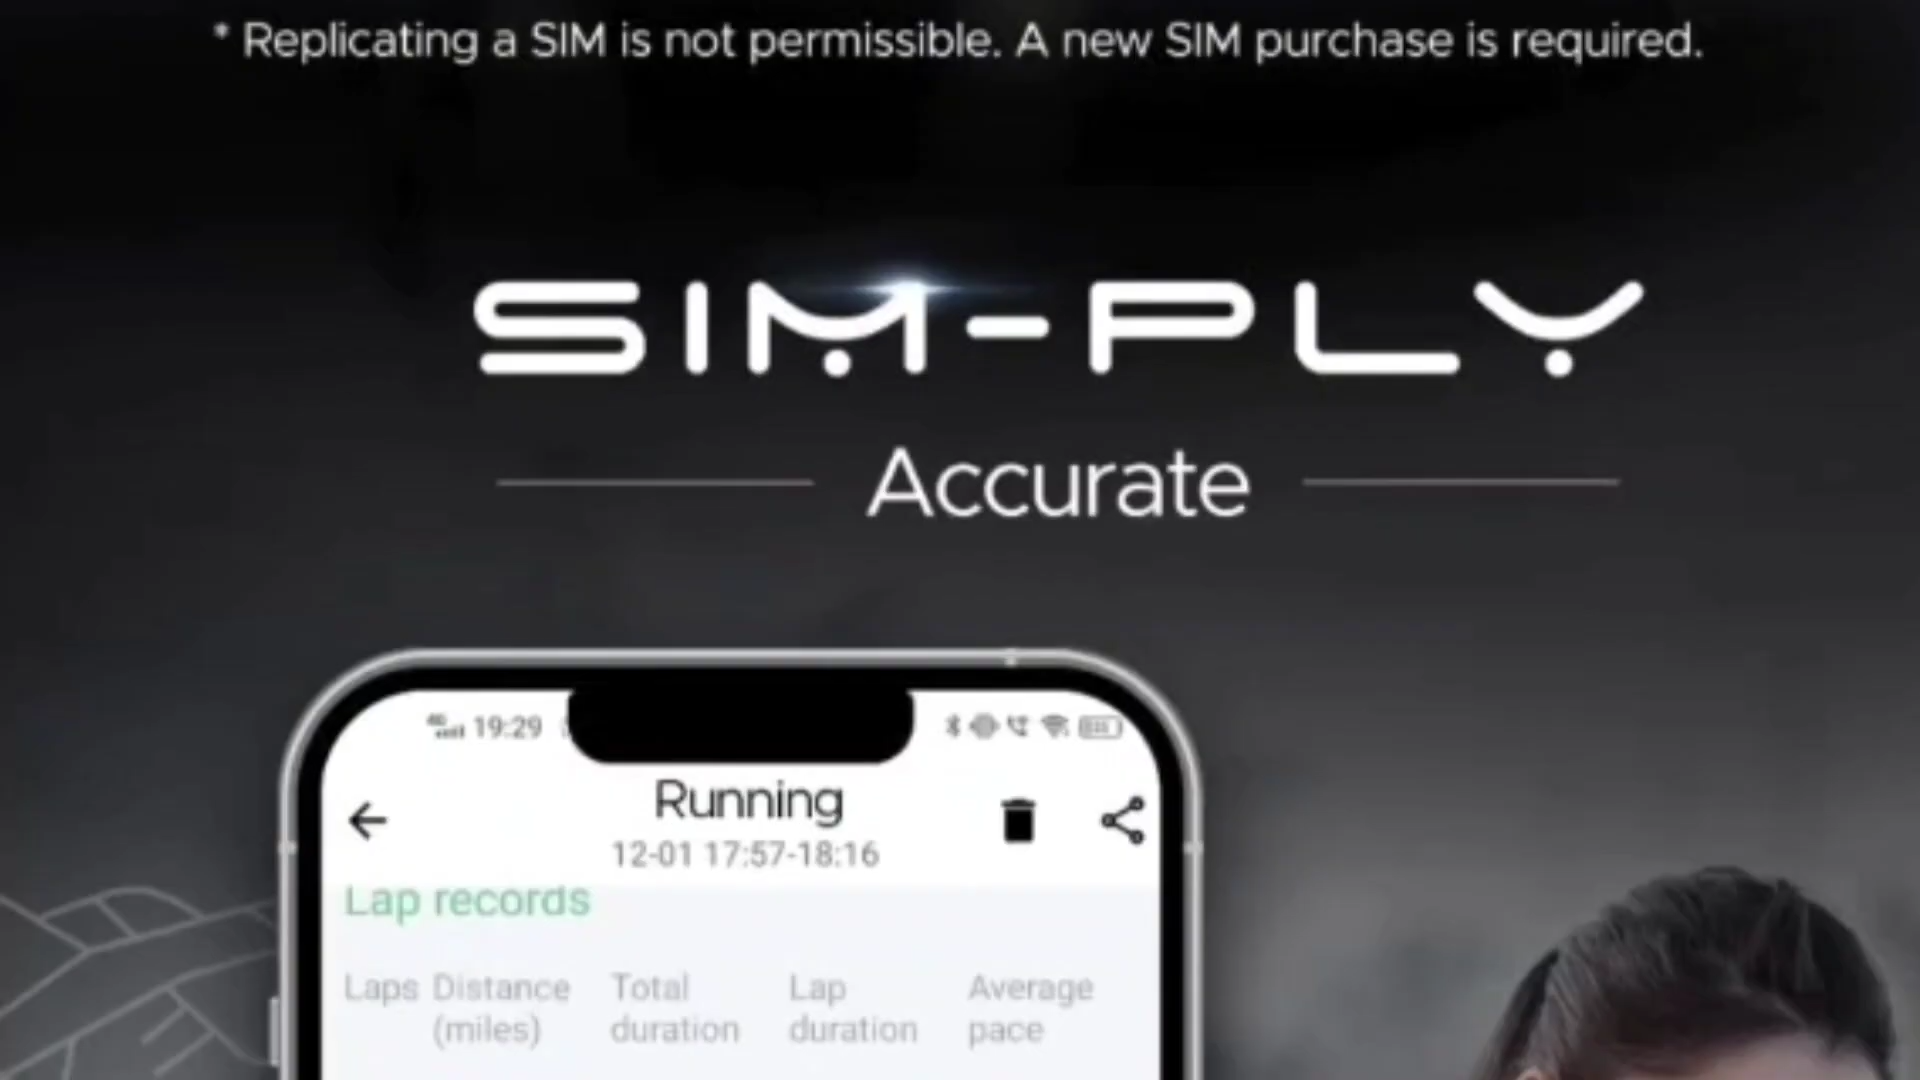 * Replicating a SIM is not permissible. A new SIM purchase is required.
SIM-PLY
Accurate
19:29
Running
12-01 17:57-18:16
Lap records
Laps Distance (miles) Total duration Lap duration Average pace